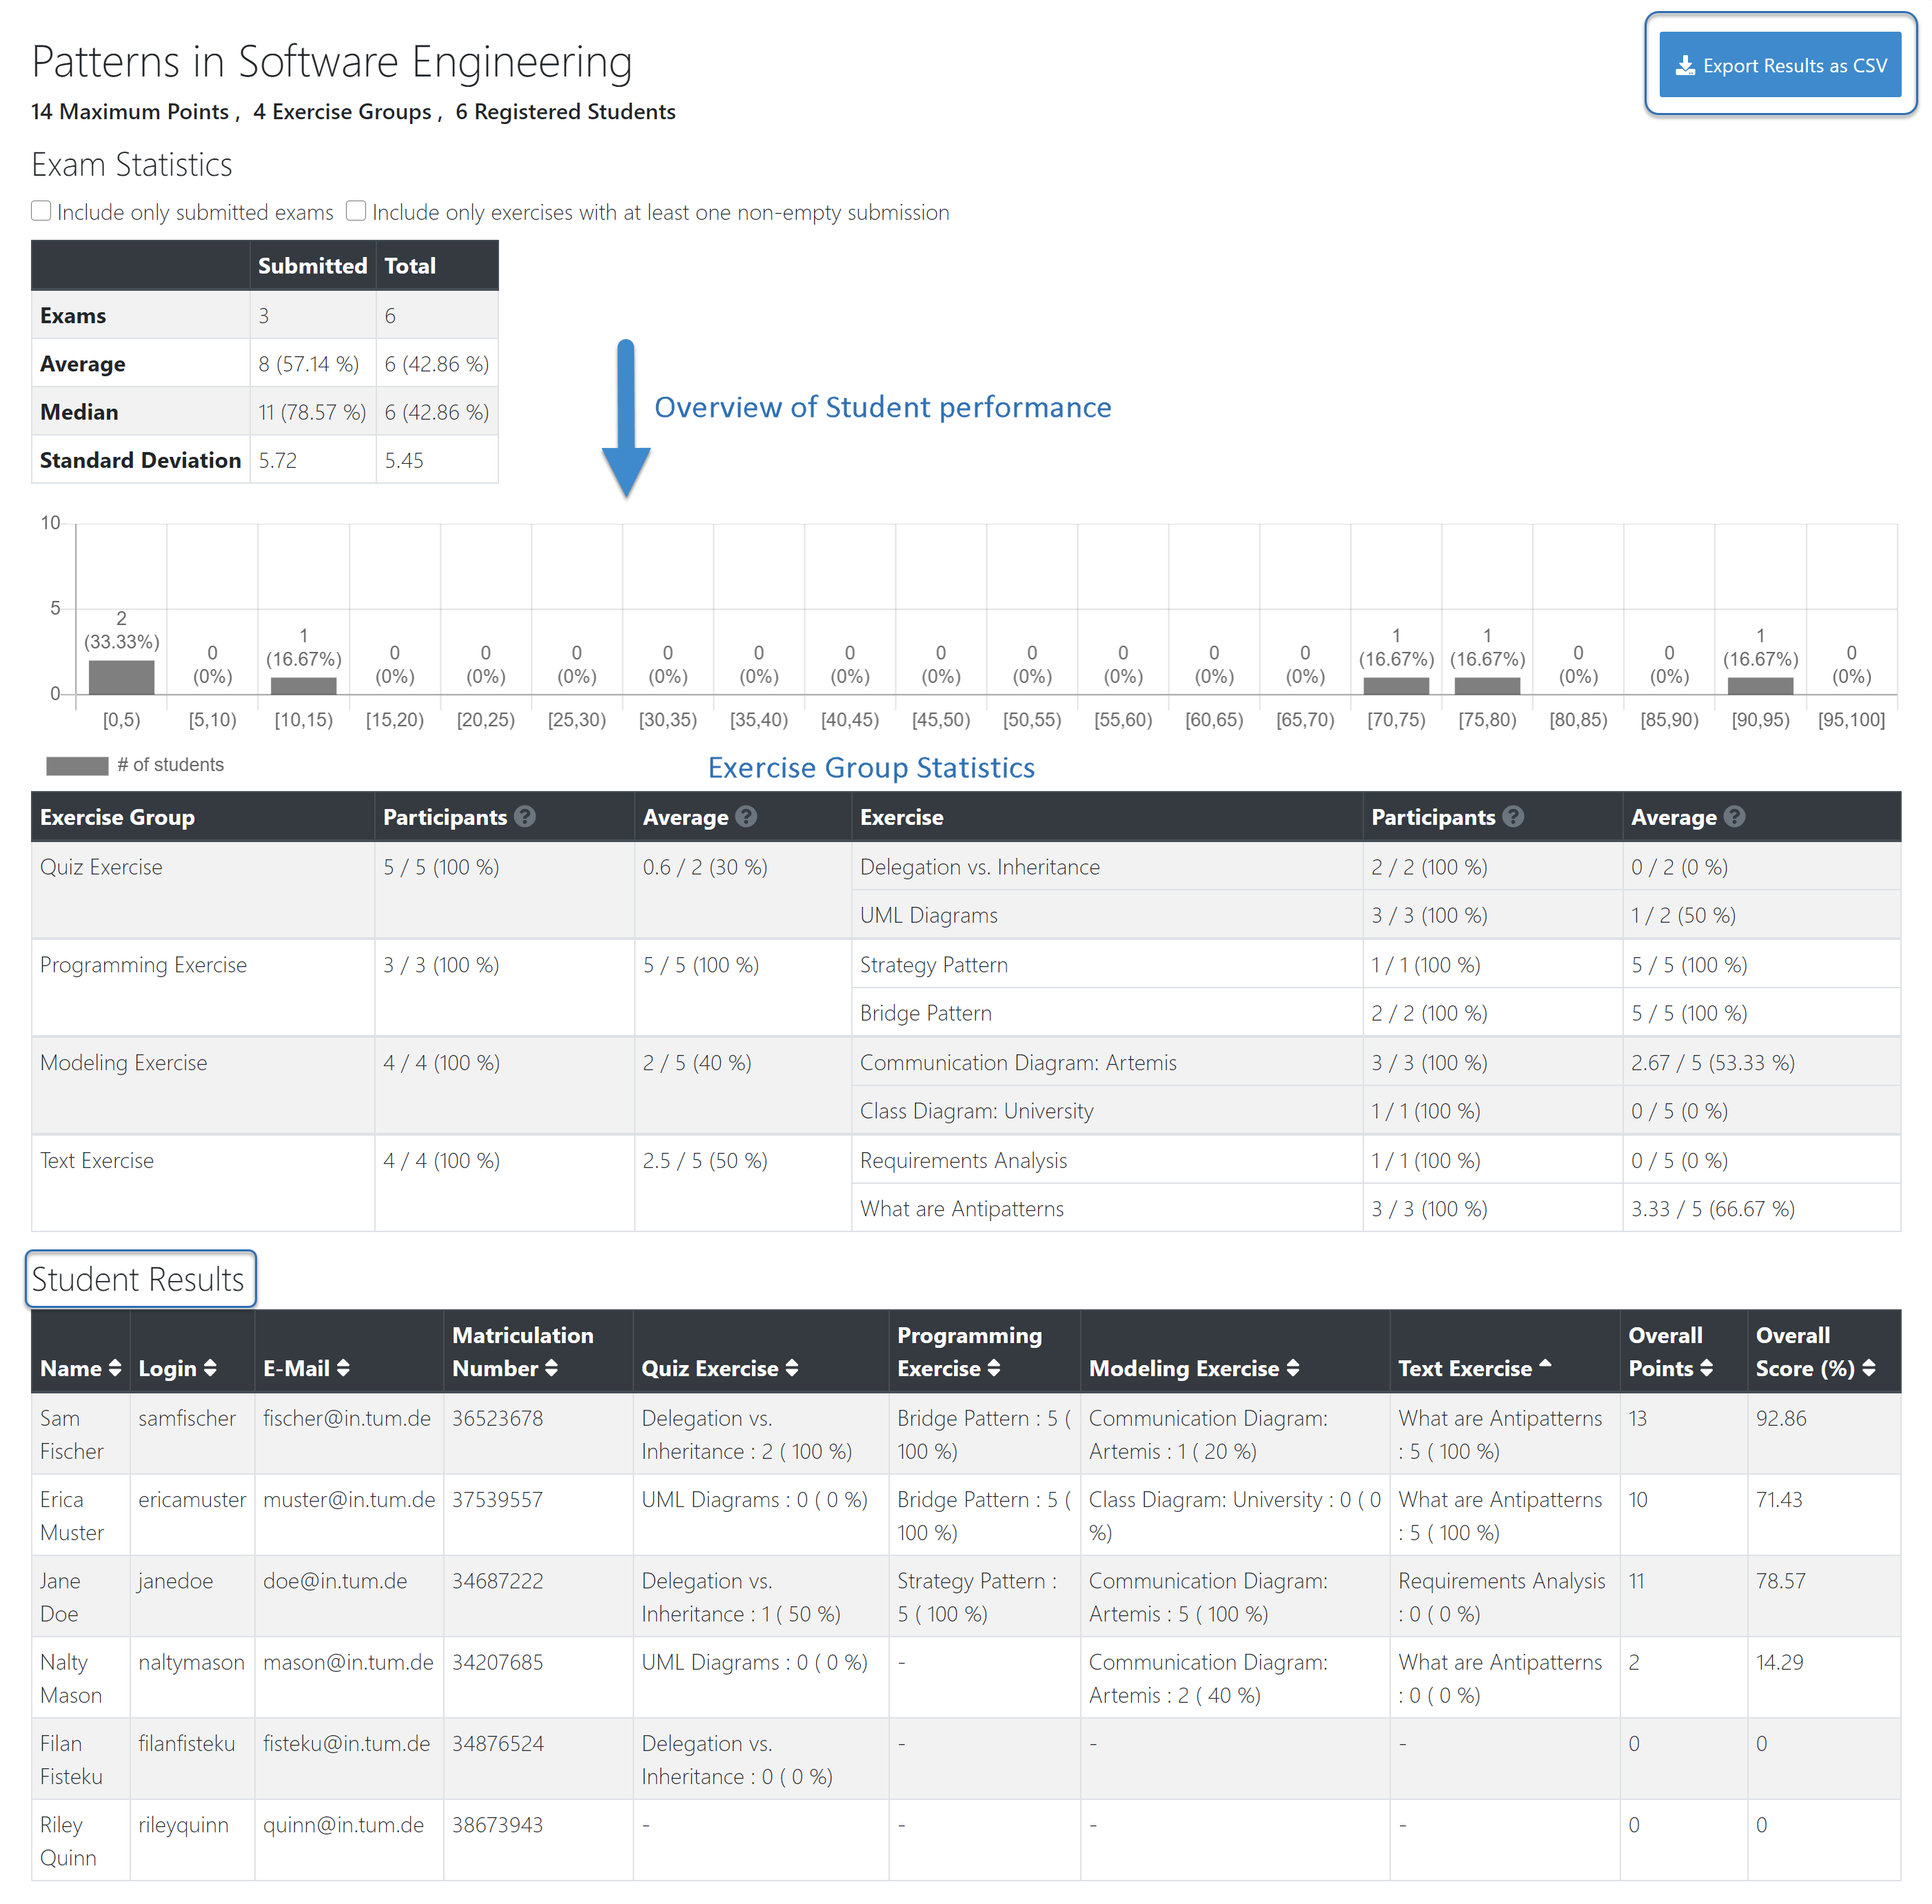 Patterns in Software Engineering
Export Results as CSV
14 Maximum Points , 4 Exercise Groups , 6 Registered Students
Exam Statistics
Include only submitted exams Include only exercises with at least one non-empty submission
Submitted Total
Exams 3 6
Average 8 (57.14 %) 6 (42.86 %)
Median 11 (78.57 %) 6 (42.86 %)
Standard Deviation 5.72 5.45
Overview of Student performance
10
5
0
2 (33.33%) 0 (0%) 1 (16.67%) 0 (0%) 0 (0%) 0 (0%) 0 (0%) 0 (0%) 0 (0%) 0 (0%) 0 (0%) 0 (0%) 0 (0%) 0 (0%) 1 (16.67%) 1 (16.67%) 0 (0%) 0 (0%) 1 (16.67%) 0 (0%)
[0,5) [5,10) [10,15) [15,20) [20,25) [25,30) [30,35) [35,40) [40,45) [45,50) [50,55) [55,60) [60,65) [65,70) [70,75) [75,80) [80,85) [85,90) [90,95) [95,100]
# of students
Exercise Group Statistics
Exercise Group Participants ? Average ? Exercise Participants ? Average ?
Quiz Exercise 5 / 5 (100 %) 0.6 / 2 (30 %) Delegation vs. Inheritance 2 / 2 (100 %) 0 / 2 (0 %)
UML Diagrams 3 / 3 (100 %) 1 / 2 (50 %)
Programming Exercise 3 / 3 (100 %) 5 / 5 (100 %) Strategy Pattern 1 / 1 (100 %) 5 / 5 (100 %)
Bridge Pattern 2 / 2 (100 %) 5 / 5 (100 %)
Modeling Exercise 4 / 4 (100 %) 2 / 5 (40 %) Communication Diagram: Artemis 3 / 3 (100 %) 2.67 / 5 (53.33 %)
Class Diagram: University 1 / 1 (100 %) 0 / 5 (0 %)
Text Exercise 4 / 4 (100 %) 2.5 / 5 (50 %) Requirements Analysis 1 / 1 (100 %) 0 / 5 (0 %)
What are Antipatterns 3 / 3 (100 %) 3.33 / 5 (66.67 %)
Student Results
Matriculation Programming Overall Overall
Name Login E-Mail Number Quiz Exercise Exercise Modeling Exercise Text Exercise Points Score (%)
Sam samfischer fischer@in.tum.de 36523678 Delegation vs. Bridge Pattern : 5 ( Communication Diagram: What are Antipatterns 13 92.86
Fischer Inheritance : 2 ( 100 %) 100 %) Artemis : 1 ( 20 %) : 5 ( 100 %)
Erica ericamuster muster@in.tum.de 37539557 UML Diagrams : 0 ( 0 %) Bridge Pattern : 5 ( Class Diagram: University : 0 ( 0 What are Antipatterns 10 71.43
Muster 100 %) %) : 5 ( 100 %)
Jane janedoe doe@in.tum.de 34687222 Delegation vs. Strategy Pattern : Communication Diagram: Requirements Analysis 11 78.57
Doe Inheritance : 1 ( 50 %) 5 ( 100 %) Artemis : 5 ( 100 %) : 0 ( 0 %)
Nalty naltymason mason@in.tum.de 34207685 UML Diagrams : 0 ( 0 %) - Communication Diagram: What are Antipatterns 2 14.29
Mason Artemis : 2 ( 40 %) : 0 ( 0 %)
Filan filanfisteku fisteku@in.tum.de 34876524 Delegation vs. - - - 0 0
Fisteku Inheritance : 0 ( 0 %)
Riley rileyquinn quinn@in.tum.de 38673943 - - - - 0 0
Quinn